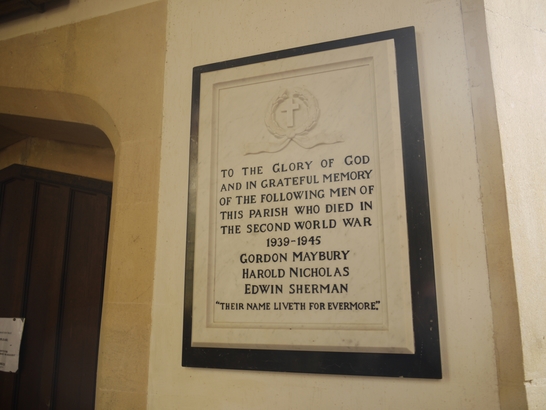 TO THE GLORY OF GOD
AND IN GRATEFUL MEMORY
OF THE FOLLOWING MEN OF
THIS PARISH WHO DIED IN
THE SECOND WORLD WAR
1939-1945
GORDON MAYBURY
HAROLD NICHOLAS
EDWIN SHERMAN
"THEIR NAME LIVETH FOR EVERMORE."